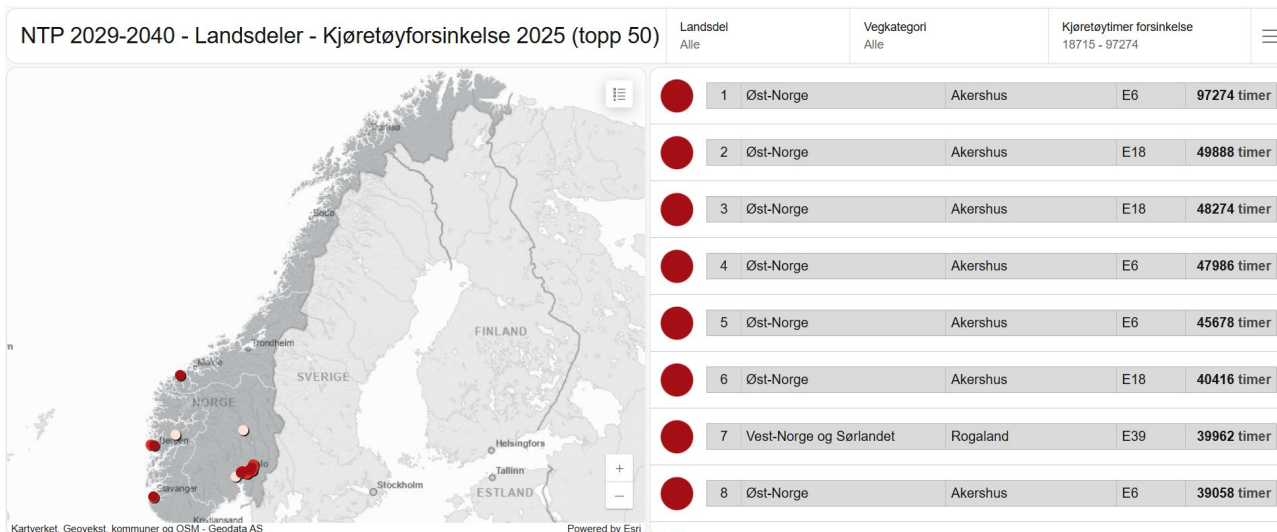 NTP 2029-2040 - Landsdeler - Kjøretøyforsinkelse 2025 (topp 50)
Landsdel
Alle
Vegkategori
Alle
Kjøretøytimer forsinkelse
18715 - 97274
Tromsø
Bodø
Trondheim
Molde
FINLAND
SVERIGE
NORGE
Bergen
Helsingfors
Tallinn
Stavanger
Stockholm
ESTLAND
Kristiansand
+
−
Kartverket, Geovekst, kommuner og OSM - Geodata AS
Powered by Esri
1 Øst-Norge Akershus E6 97274 timer
2 Øst-Norge Akershus E18 49888 timer
3 Øst-Norge Akershus E18 48274 timer
4 Øst-Norge Akershus E6 47986 timer
5 Øst-Norge Akershus E6 45678 timer
6 Øst-Norge Akershus E18 40416 timer
7 Vest-Norge og Sørlandet Rogaland E39 39962 timer
8 Øst-Norge Akershus E6 39058 timer